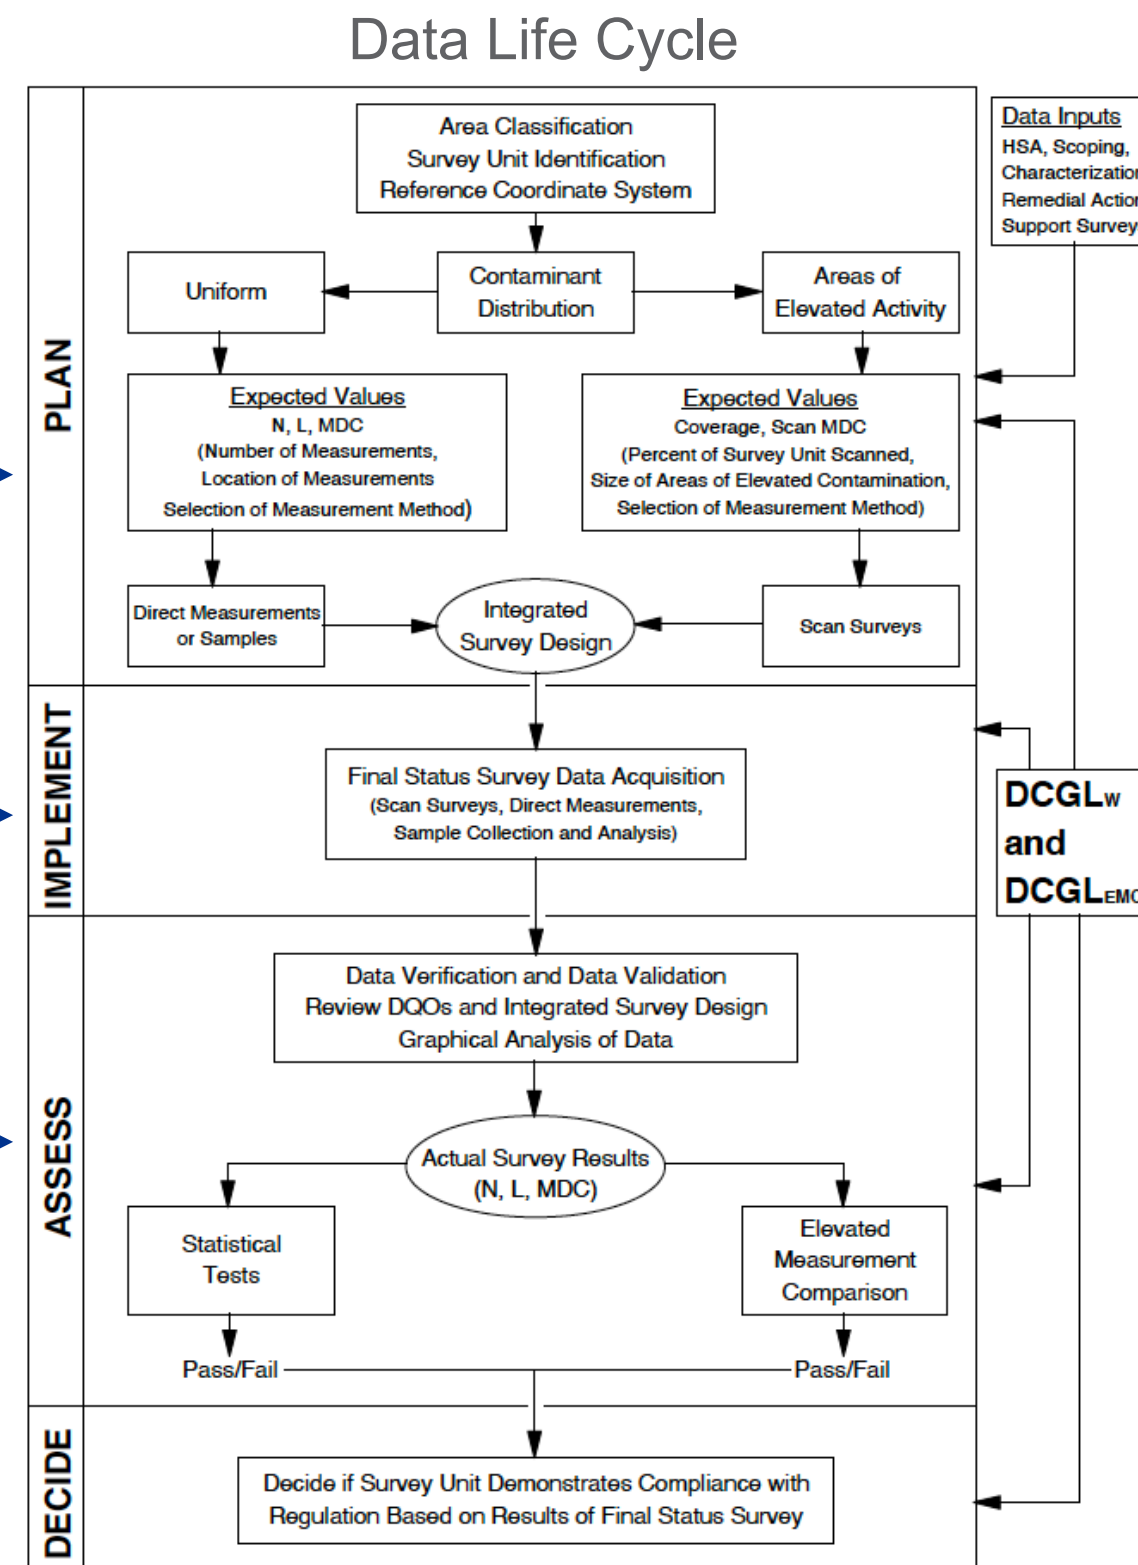 Data Life Cycle
PLAN
Area Classification
Survey Unit Identification
Reference Coordinate System
Data Inputs
HSA, Scoping,
Characterization
Remedial Action
Support Survey
Uniform
Contaminant
Distribution
Areas of
Elevated Activity
Expected Values
N, L, MDC
(Number of Measurements,
Location of Measurements
Selection of Measurement Method)
Expected Values
Coverage, Scan MDC
(Percent of Survey Unit Scanned,
Size of Areas of Elevated Contamination,
Selection of Measurement Method)
Direct Measurements
or Samples
Integrated
Survey Design
Scan Surveys
IMPLEMENT
Final Status Survey Data Acquisition
(Scan Surveys, Direct Measurements,
Sample Collection and Analysis)
DCGLW
and
DCGLEMC
ASSESS
Data Verification and Data Validation
Review DQOs and Integrated Survey Design
Graphical Analysis of Data
Actual Survey Results
(N, L, MDC)
Statistical
Tests
Elevated
Measurement
Comparison
Pass/Fail
Pass/Fail
DECIDE
Decide if Survey Unit Demonstrates Compliance with
Regulation Based on Results of Final Status Survey